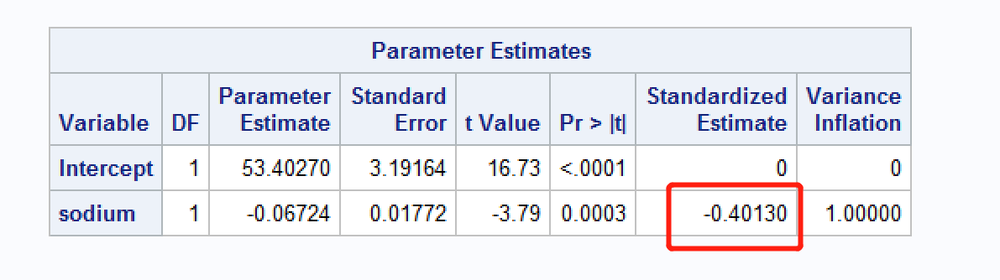 Parameter Estimates
Variable DF Parameter Estimate Standard Error t Value Pr > |t| Standardized Estimate Variance Inflation
Intercept 1 53.40270 3.19164 16.73 <.0001 0 0
sodium 1 -0.06724 0.01772 -3.79 0.0003 -0.40130 1.00000